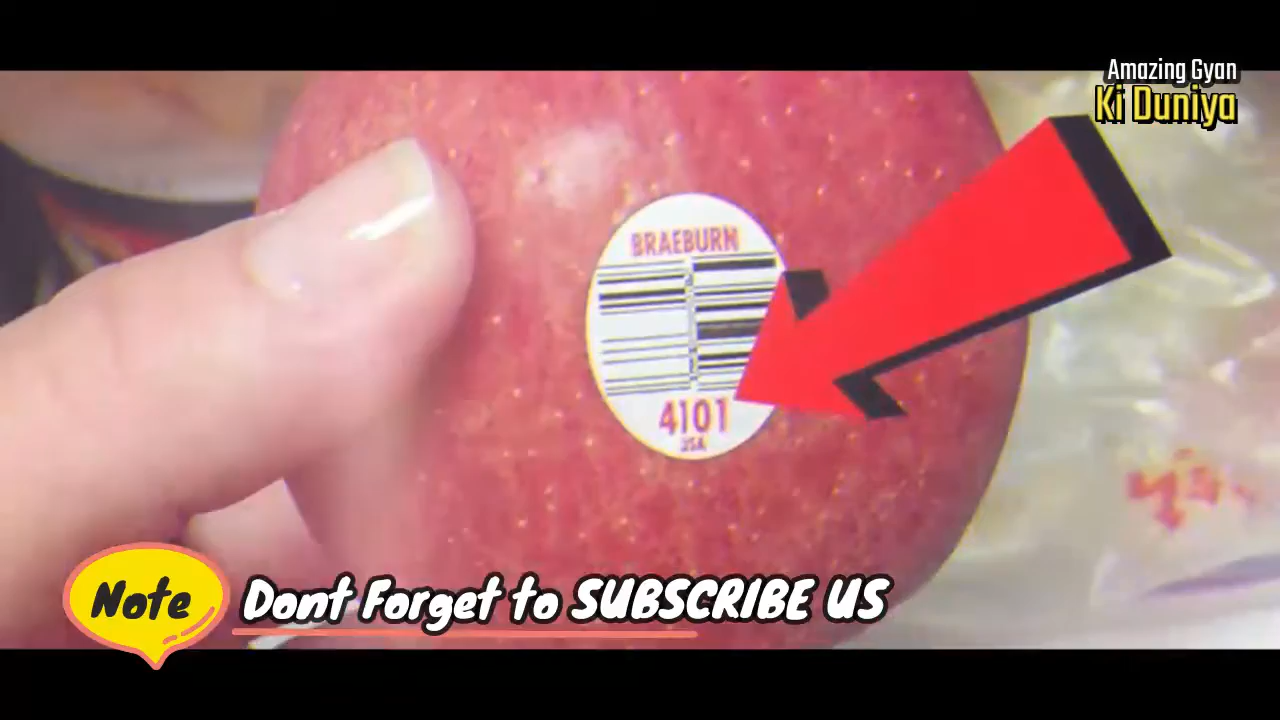 Amazing Gyan
Ki Duniya
BRAEBURN
4101
USA
Note
Dont Forget to SUBSCRIBE US